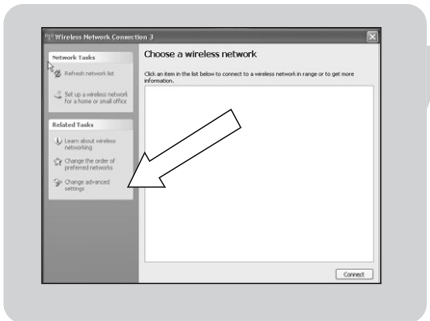 Wireless Network Connection 3
Network Tasks
Refresh network list
Set up a wireless network
for a home or small office
Related Tasks
Learn about wireless
networking
Change the order of
preferred networks
Change advanced
settings
Choose a wireless network
Click an item in the list below to connect to a wireless network in range or to get more
information.
Connect